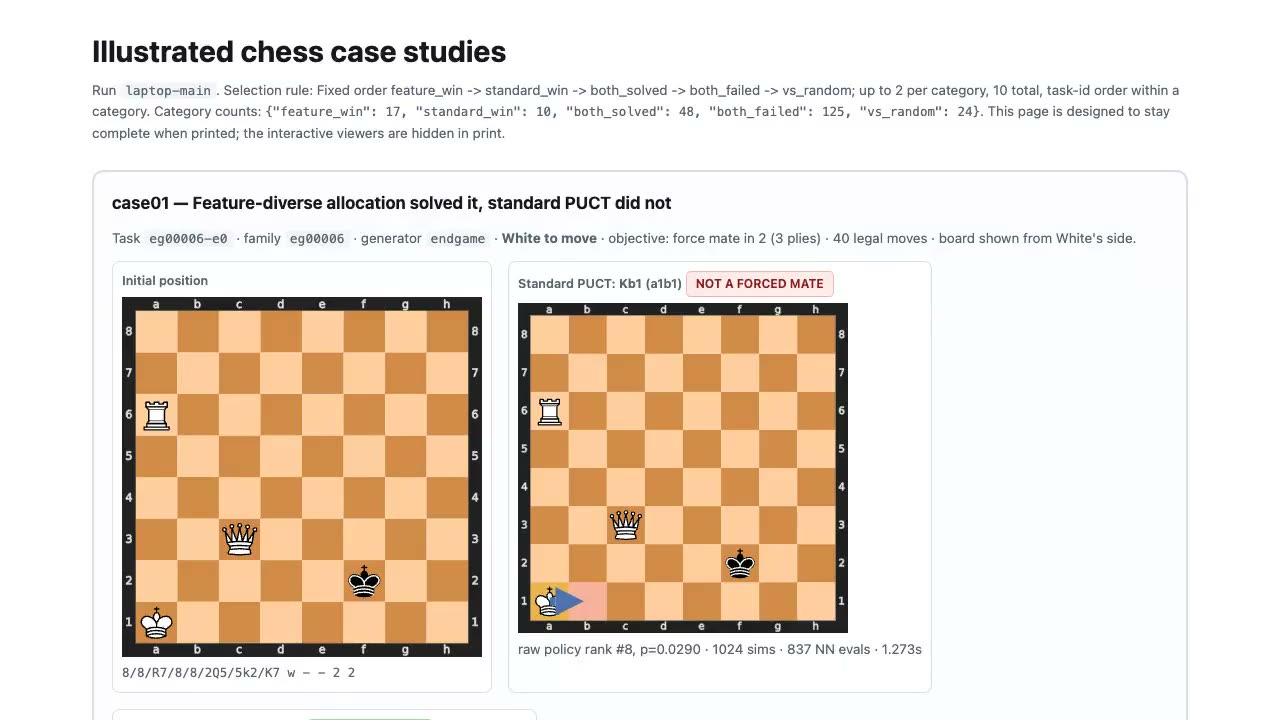 Illustrated chess case studies
Run laptop-main. Selection rule: Fixed order feature_win -> standard_win -> both_solved -> both_failed -> vs_random; up to 2 per category, 10 total, task-id order within a
category. Category counts: {"feature_win": 17, "standard_win": 10, "both_solved": 48, "both_failed": 125, "vs_random": 24}. This page is designed to stay
complete when printed; the interactive viewers are hidden in print.
case01 — Feature-diverse allocation solved it, standard PUCT did not
Task eg00006-e0 · family eg00006 · generator endgame · White to move · objective: force mate in 2 (3 plies) · 40 legal moves · board shown from White's side.
Initial position
a b c d e f g h
8 8
7 7
6 6
5 5
4 4
3 3
2 2
1 1
a b c d e f g h
8/8/R7/8/8/2Q5/5k2/K7 w - - 2 2
Standard PUCT: Kb1 (a1b1) NOT A FORCED MATE
a b c d e f g h
8 8
7 7
6 6
5 5
4 4
3 3
2 2
1 1
a b c d e f g h
raw policy rank #8, p=0.0290 · 1024 sims · 837 NN evals · 1.273s